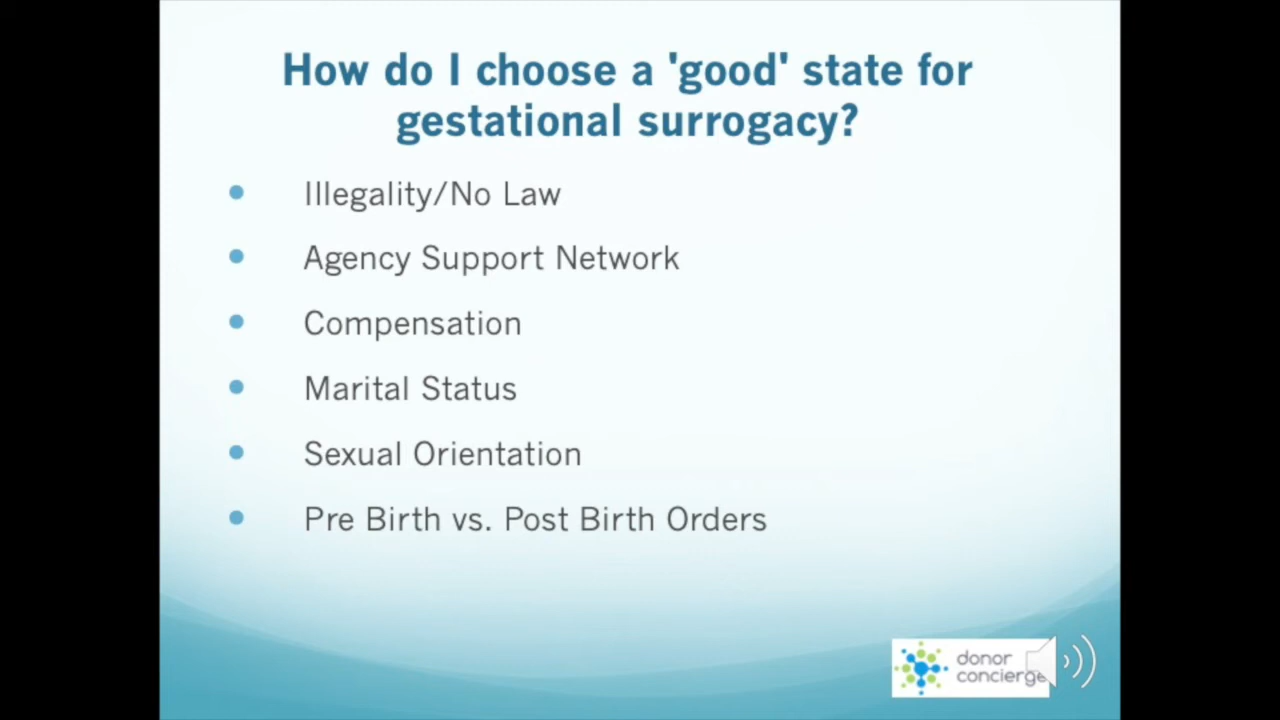 How do I choose a 'good' state for
gestational surrogacy?
Illegality/No Law
Agency Support Network
Compensation
Marital Status
Sexual Orientation
Pre Birth vs. Post Birth Orders
donor
concierge